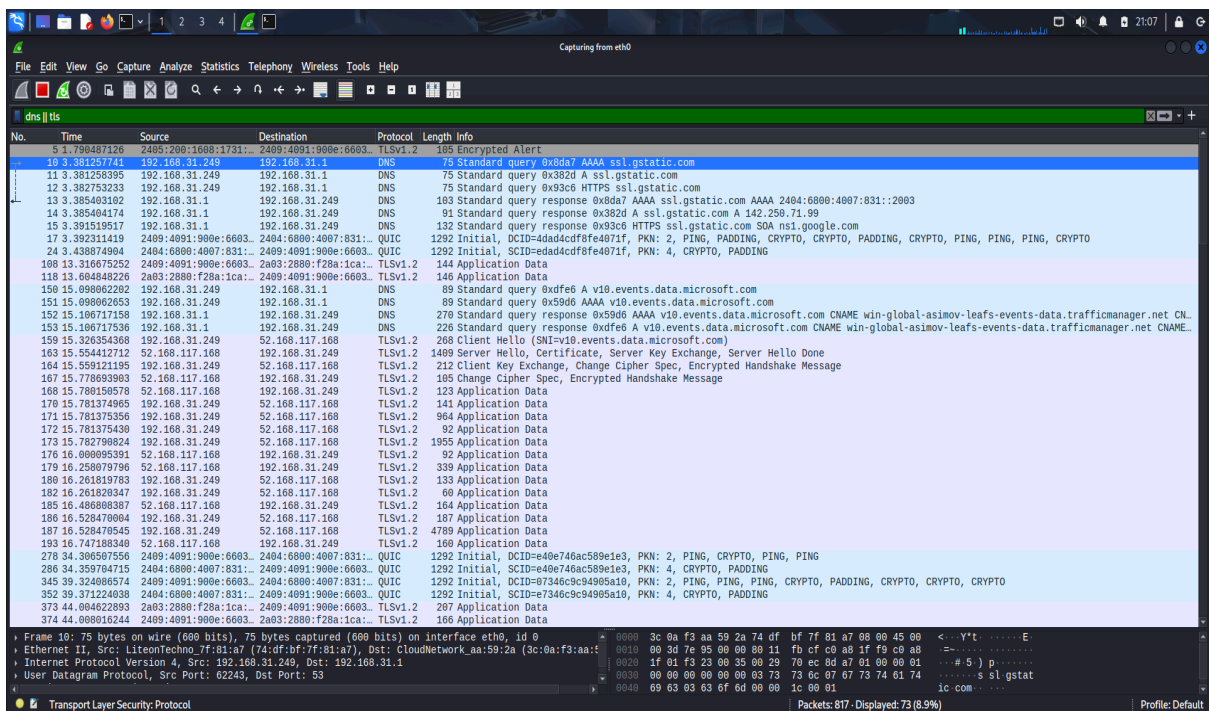 1 2 3 4 21:07
Capturing from eth0
File Edit View Go Capture Analyze Statistics Telephony Wireless Tools Help
dns || tls
No. Time Source Destination Protocol Length Info
5 1.790487126 2405:200:1608:1731:… 2409:4091:900e:6603… TLSv1.2 105 Encrypted Alert
10 3.381257741 192.168.31.249 192.168.31.1 DNS 75 Standard query 0x8da7 AAAA ssl.gstatic.com
11 3.381258395 192.168.31.249 192.168.31.1 DNS 75 Standard query 0x382d A ssl.gstatic.com
12 3.382753233 192.168.31.249 192.168.31.1 DNS 75 Standard query 0x93c6 HTTPS ssl.gstatic.com
13 3.385403102 192.168.31.1 192.168.31.249 DNS 103 Standard query response 0x8da7 AAAA ssl.gstatic.com AAAA 2404:6800:4007:831::2003
14 3.385404174 192.168.31.1 192.168.31.249 DNS 91 Standard query response 0x382d A ssl.gstatic.com A 142.250.71.99
15 3.391519517 192.168.31.1 192.168.31.249 DNS 132 Standard query response 0x93c6 HTTPS ssl.gstatic.com SOA ns1.google.com
17 3.392311419 2409:4091:900e:6603… 2404:6800:4007:831:… QUIC 1292 Initial, DCID=4dad4cdf8fe4071f, PKN: 2, PING, PADDING, CRYPTO, CRYPTO, PADDING, CRYPTO, PING, PING, PING, CRYPTO
24 3.438874904 2404:6800:4007:831:… 2409:4091:900e:6603… QUIC 1292 Initial, SCID=edad4cdf8fe4071f, PKN: 4, CRYPTO, PADDING
108 13.316675252 2409:4091:900e:6603… 2a03:2880:f28a:1ca:… TLSv1.2 144 Application Data
118 13.604848226 2a03:2880:f28a:1ca:… 2409:4091:900e:6603… TLSv1.2 146 Application Data
150 15.098062202 192.168.31.249 192.168.31.1 DNS 89 Standard query 0xdfe6 A v10.events.data.microsoft.com
151 15.098062653 192.168.31.249 192.168.31.1 DNS 89 Standard query 0x59d6 AAAA v10.events.data.microsoft.com
152 15.106717158 192.168.31.1 192.168.31.249 DNS 270 Standard query response 0x59d6 AAAA v10.events.data.microsoft.com CNAME win-global-asimov-leafs-events-data.trafficmanager.net CN…
153 15.106717536 192.168.31.1 192.168.31.249 DNS 226 Standard query response 0xdfe6 A v10.events.data.microsoft.com CNAME win-global-asimov-leafs-events-data.trafficmanager.net CNAME…
159 15.326354368 192.168.31.249 52.168.117.168 TLSv1.2 268 Client Hello (SNI=v10.events.data.microsoft.com)
163 15.554412712 52.168.117.168 192.168.31.249 TLSv1.2 1409 Server Hello, Certificate, Server Key Exchange, Server Hello Done
164 15.559121195 192.168.31.249 52.168.117.168 TLSv1.2 212 Client Key Exchange, Change Cipher Spec, Encrypted Handshake Message
167 15.778693903 52.168.117.168 192.168.31.249 TLSv1.2 105 Change Cipher Spec, Encrypted Handshake Message
168 15.780150578 52.168.117.168 192.168.31.249 TLSv1.2 123 Application Data
170 15.781374965 192.168.31.249 52.168.117.168 TLSv1.2 141 Application Data
171 15.781375356 192.168.31.249 52.168.117.168 TLSv1.2 964 Application Data
172 15.781375430 192.168.31.249 52.168.117.168 TLSv1.2 92 Application Data
173 15.782790824 192.168.31.249 52.168.117.168 TLSv1.2 1955 Application Data
176 16.000095391 52.168.117.168 192.168.31.249 TLSv1.2 92 Application Data
179 16.258079796 52.168.117.168 192.168.31.249 TLSv1.2 339 Application Data
180 16.261819783 192.168.31.249 52.168.117.168 TLSv1.2 133 Application Data
182 16.261820347 192.168.31.249 52.168.117.168 TLSv1.2 60 Application Data
185 16.486808387 52.168.117.168 192.168.31.249 TLSv1.2 164 Application Data
186 16.528470004 192.168.31.249 52.168.117.168 TLSv1.2 187 Application Data
187 16.528470545 192.168.31.249 52.168.117.168 TLSv1.2 4789 Application Data
193 16.747188340 52.168.117.168 192.168.31.249 TLSv1.2 160 Application Data
278 34.306507556 2409:4091:900e:6603… 2404:6800:4007:831:… QUIC 1292 Initial, DCID=e40e746ac589e1e3, PKN: 2, PING, CRYPTO, PING, PING
286 34.359704715 2404:6800:4007:831:… 2409:4091:900e:6603… QUIC 1292 Initial, SCID=e40e746ac589e1e3, PKN: 4, CRYPTO, PADDING
345 39.324086574 2409:4091:900e:6603… 2404:6800:4007:831:… QUIC 1292 Initial, DCID=07346c9c94905a10, PKN: 2, PING, PING, PING, CRYPTO, PADDING, CRYPTO, CRYPTO, CRYPTO
352 39.371224038 2404:6800:4007:831:… 2409:4091:900e:6603… QUIC 1292 Initial, SCID=e7346c9c94905a10, PKN: 4, CRYPTO, PADDING
373 44.004622893 2a03:2880:f28a:1ca:… 2409:4091:900e:6603… TLSv1.2 207 Application Data
374 44.008016244 2409:4091:900e:6603… 2a03:2880:f28a:1ca:… TLSv1.2 166 Application Data
Frame 10: 75 bytes on wire (600 bits), 75 bytes captured (600 bits) on interface eth0, id 0
Ethernet II, Src: LiteonTechno_7f:81:a7 (74:df:bf:7f:81:a7), Dst: CloudNetwork_aa:59:2a (3c:0a:f3:aa:5
Internet Protocol Version 4, Src: 192.168.31.249, Dst: 192.168.31.1
User Datagram Protocol, Src Port: 62243, Dst Port: 53
0000 3c 0a f3 aa 59 2a 74 df bf 7f 81 a7 08 00 45 00 <···Y*t· ······E·
0010 00 3d 7e 95 00 00 80 11 fb cf c0 a8 1f f9 c0 a8 ·=~····· ········
0020 1f 01 f3 23 00 35 00 29 70 ec 8d a7 01 00 00 01 ···#·5·) p·······
0030 00 00 00 00 00 00 03 73 73 6c 07 67 73 74 61 74 ·······s sl·gstat
0040 69 63 03 63 6f 6d 00 00 1c 00 01 ic·com·· ···
Transport Layer Security: Protocol Packets: 817 · Displayed: 73 (8.9%) Profile: Default